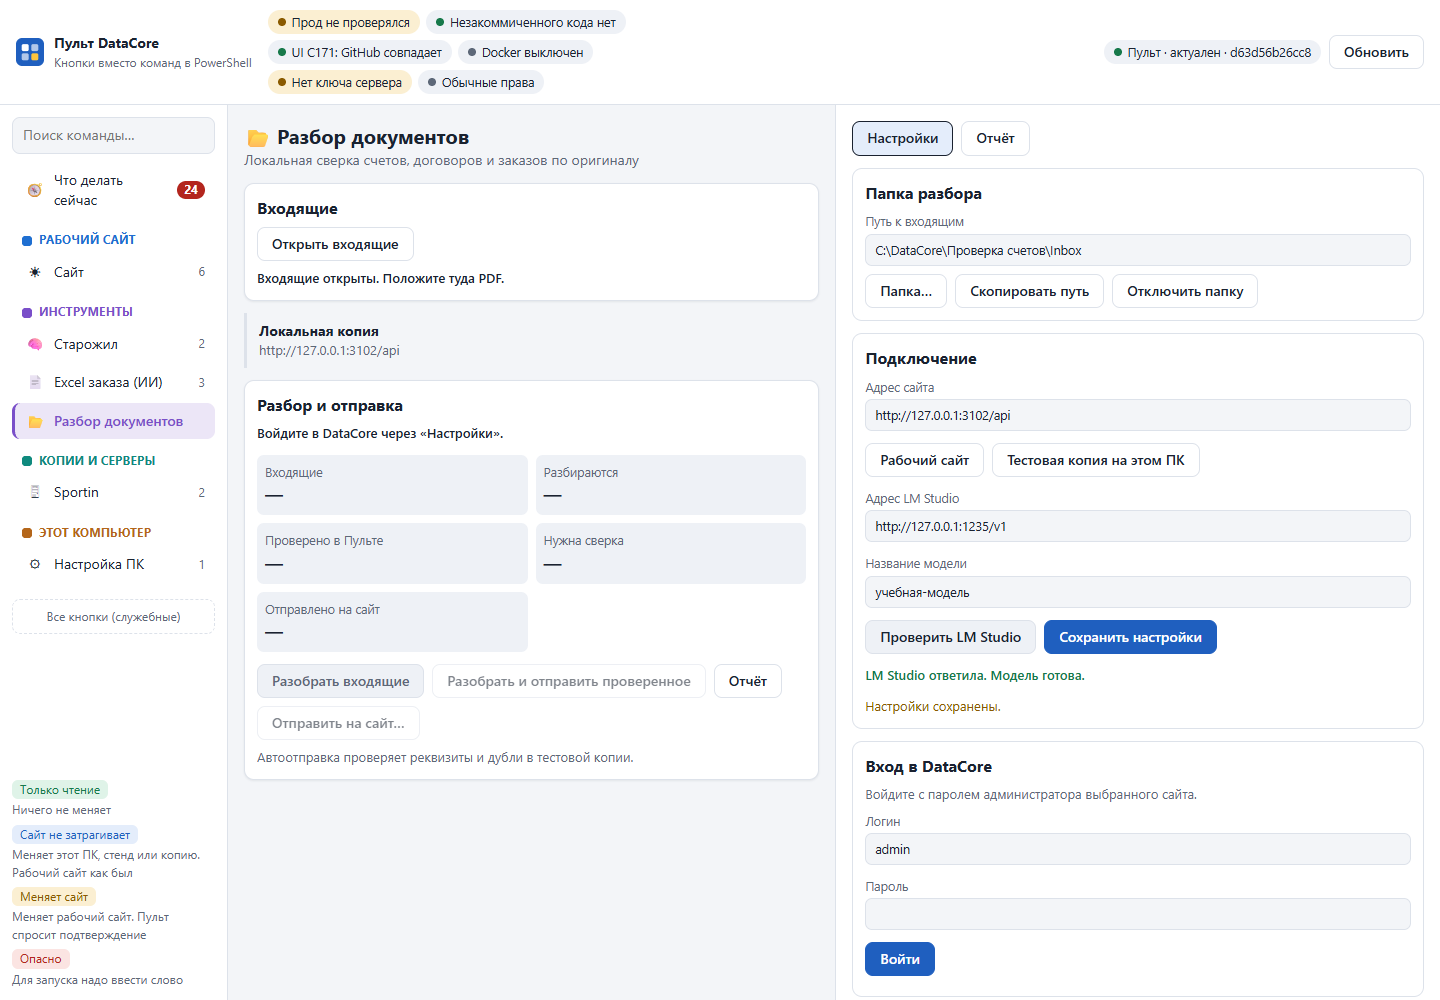 Пульт DataCore
Кнопки вместо команд в PowerShell
Прод не проверялся
Незакоммиченного кода нет
UI C171: GitHub совпадает
Docker выключен
Нет ключа сервера
Обычные права
Пульт · актуален · d63d56b26cc8
Обновить
Поиск команды...
Что делать
сейчас
24
РАБОЧИЙ САЙТ
Сайт
6
ИНСТРУМЕНТЫ
Старожил
2
Excel заказа (ИИ)
3
Разбор документов
КОПИИ И СЕРВЕРЫ
Sportin
2
ЭТОТ КОМПЬЮТЕР
Настройка ПК
1
Все кнопки (служебные)
Только чтение
Ничего не меняет
Сайт не затрагивает
Меняет этот ПК, стенд или копию.
Рабочий сайт как был
Меняет сайт
Меняет рабочий сайт. Пульт
спросит подтверждение
Опасно
Для запуска надо ввести слово
Разбор документов
Локальная сверка счетов, договоров и заказов по оригиналу
Входящие
Открыть входящие
Входящие открыты. Положите туда PDF.
Локальная копия
http://127.0.0.1:3102/api
Разбор и отправка
Войдите в DataCore через «Настройки».
Входящие
—
Разбираются
—
Проверено в Пульте
—
Нужна сверка
—
Отправлено на сайт
—
Разобрать входящие
Разобрать и отправить проверенное
Отчёт
Отправить на сайт...
Автоотправка проверяет реквизиты и дубли в тестовой копии.
Настройки
Отчёт
Папка разбора
Путь к входящим
C:\DataCore\Проверка счетов\Inbox
Папка...
Скопировать путь
Отключить папку
Подключение
Адрес сайта
http://127.0.0.1:3102/api
Рабочий сайт
Тестовая копия на этом ПК
Адрес LM Studio
http://127.0.0.1:1235/v1
Название модели
учебная-модель
Проверить LM Studio
Сохранить настройки
LM Studio ответила. Модель готова.
Настройки сохранены.
Вход в DataCore
Войдите с паролем администратора выбранного сайта.
Логин
admin
Пароль
Войти